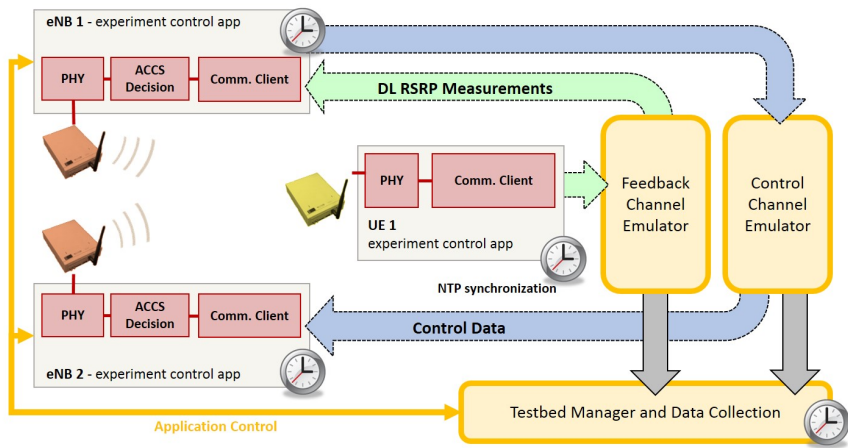 eNB 1 - experiment control app
PHY
ACCS
Decision
Comm. Client
DL RSRP Measurements
PHY
Comm. Client
UE 1
experiment control app
Feedback
Channel
Emulator
Control
Channel
Emulator
NTP synchronization
PHY
ACCS
Decision
Comm. Client
Control Data
eNB 2 - experiment control app
Application Control
Testbed Manager and Data Collection